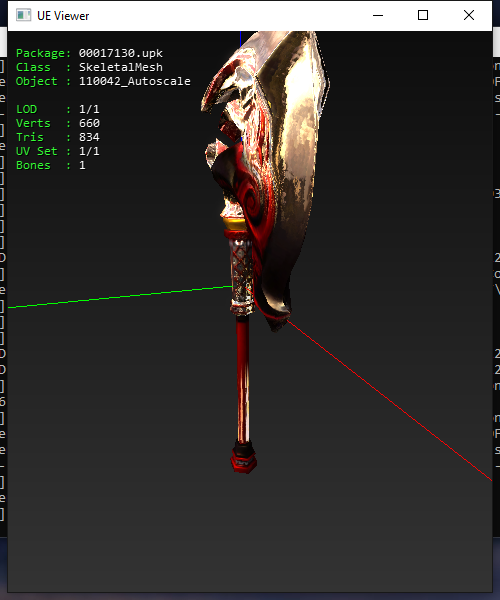 UE Viewer
Package: 00017130.upk
Class  : SkeletalMesh
Object : 110042_Autoscale
LOD    : 1/1
Verts  : 660
Tris   : 834
UV Set : 1/1
Bones  : 1